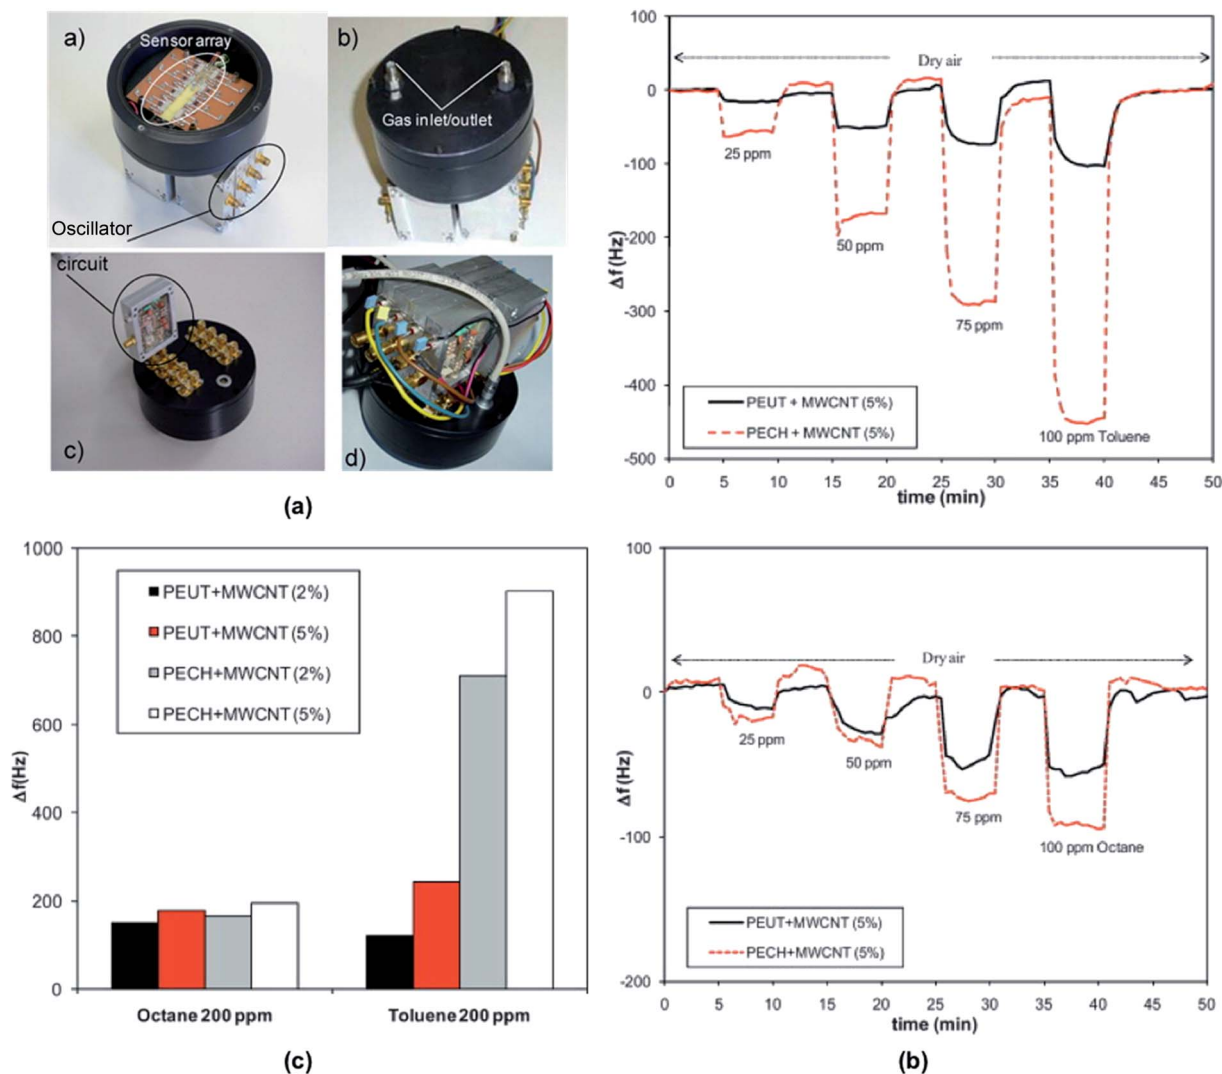 a)
Sensor array
b)
Gas inlet/outlet
Oscillator
circuit
c)
d)
(a)
100
0
-100
-200
-300
-400
-500
Δf(Hz)
Dry air
25 ppm
50 ppm
75 ppm
100 ppm Toluene
PEUT + MWCNT (5%)
PECH + MWCNT (5%)
0 5 10 15 20 25 30 35 40 45 50
time (min)
1000
800
600
400
200
0
Δf(Hz)
PEUT+MWCNT (2%)
PEUT+MWCNT (5%)
PECH+MWCNT (2%)
PECH+MWCNT (5%)
Octane 200 ppm Toluene 200 ppm
(c)
100
0
-100
-200
Δf(Hz)
Dry air
25 ppm
50 ppm
75 ppm
100 ppm Octane
PEUT+MWCNT (5%)
PECH+MWCNT (5%)
0 5 10 15 20 25 30 35 40 45 50
time (min)
(b)